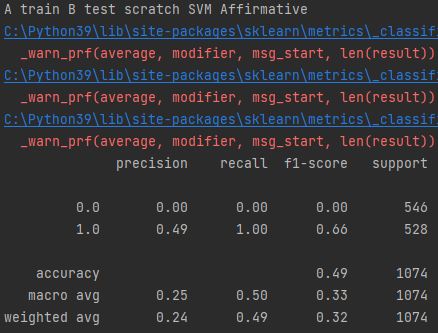 A train B test scratch SVM Affirmative
C:\Python39\lib\site-packages\sklearn\metrics\_classif
_warn_prf(average, modifier, msg_start, len(result))
C:\Python39\lib\site-packages\sklearn\metrics\_classif
_warn_prf(average, modifier, msg_start, len(result))
C:\Python39\lib\site-packages\sklearn\metrics\_classif
_warn_prf(average, modifier, msg_start, len(result))
precision recall f1-score support
0.0 0.00 0.00 0.00 546
1.0 0.49 1.00 0.66 528
accuracy 0.49 1074
macro avg 0.25 0.50 0.33 1074
weighted avg 0.24 0.49 0.32 1074